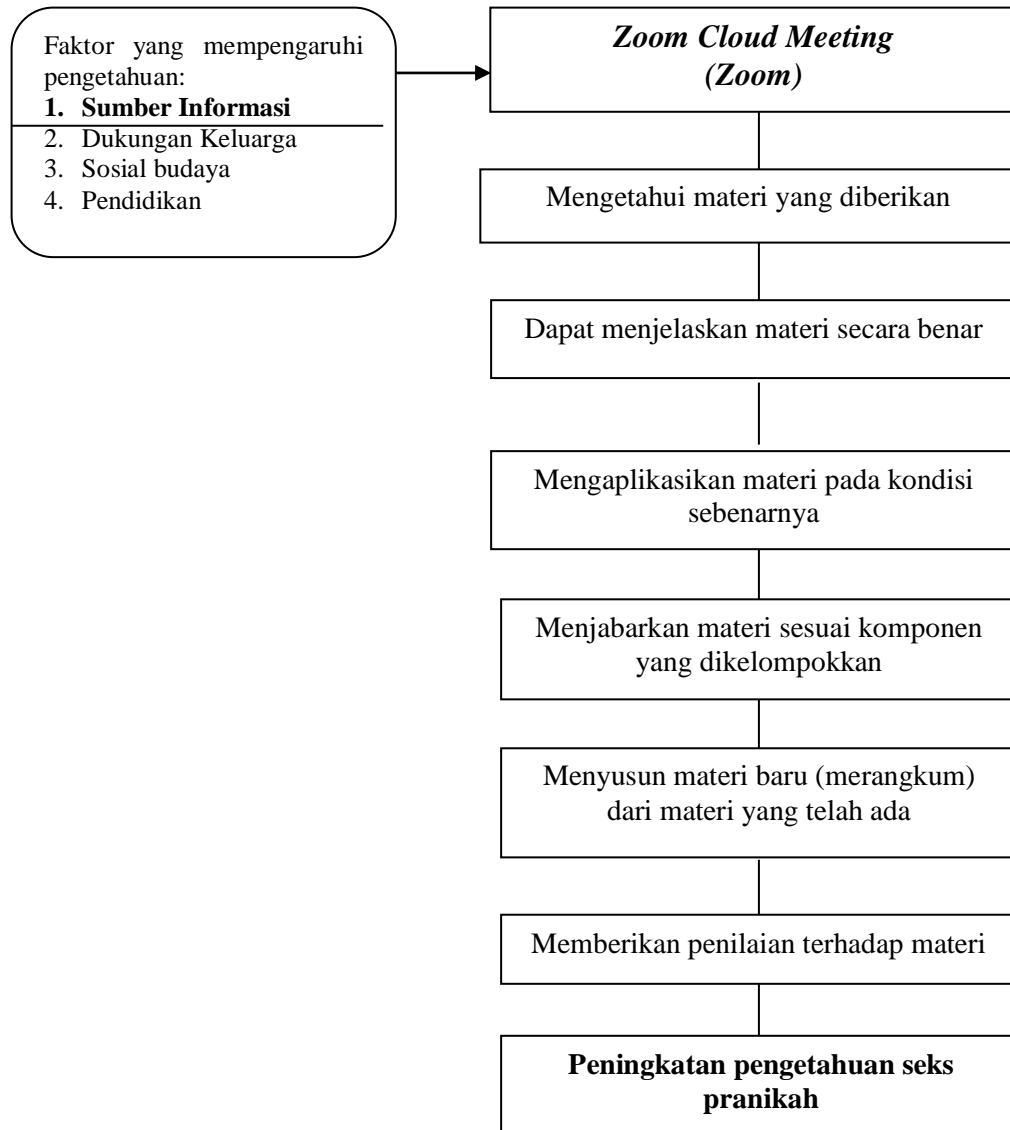 Faktor yang mempengaruhi
pengetahuan:
1. Sumber Informasi
2. Dukungan Keluarga
3. Sosial budaya
4. Pendidikan
Zoom Cloud Meeting
(Zoom)
Mengetahui materi yang diberikan
Dapat menjelaskan materi secara benar
Mengaplikasikan materi pada kondisi
sebenarnya
Menjabarkan materi sesuai komponen
yang dikelompokkan
Menyusun materi baru (merangkum)
dari materi yang telah ada
Memberikan penilaian terhadap materi
Peningkatan pengetahuan seks
pranikah